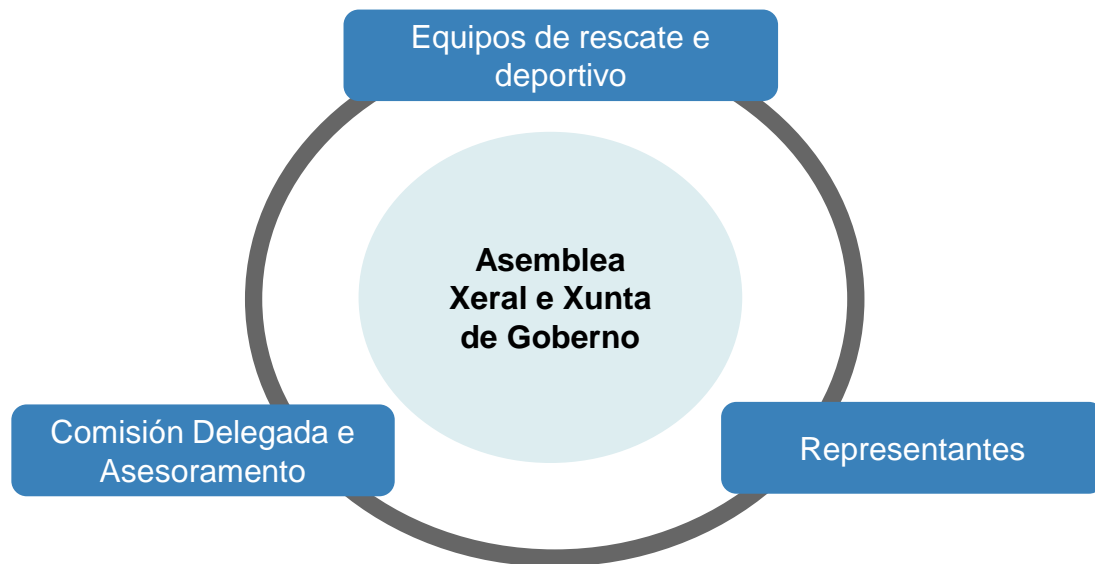 Equipos de rescate e
deportivo
Asemblea
Xeral e Xunta
de Goberno
Comisión Delegada e
Asesoramento
Representantes